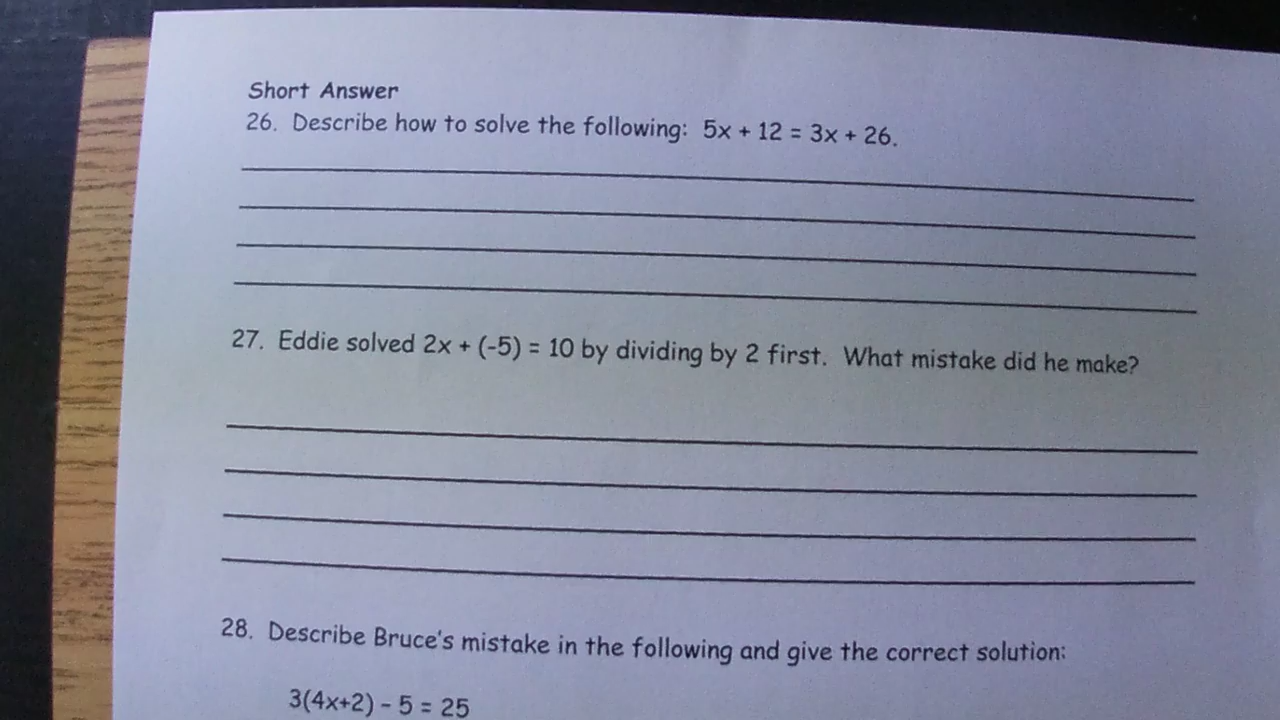 Short Answer
26. Describe how to solve the following: 5x + 12 = 3x + 26.
27. Eddie solved 2x + (-5) = 10 by dividing by 2 first. What mistake did he make?
28. Describe Bruce's mistake in the following and give the correct solution:
3(4x+2) - 5 = 25